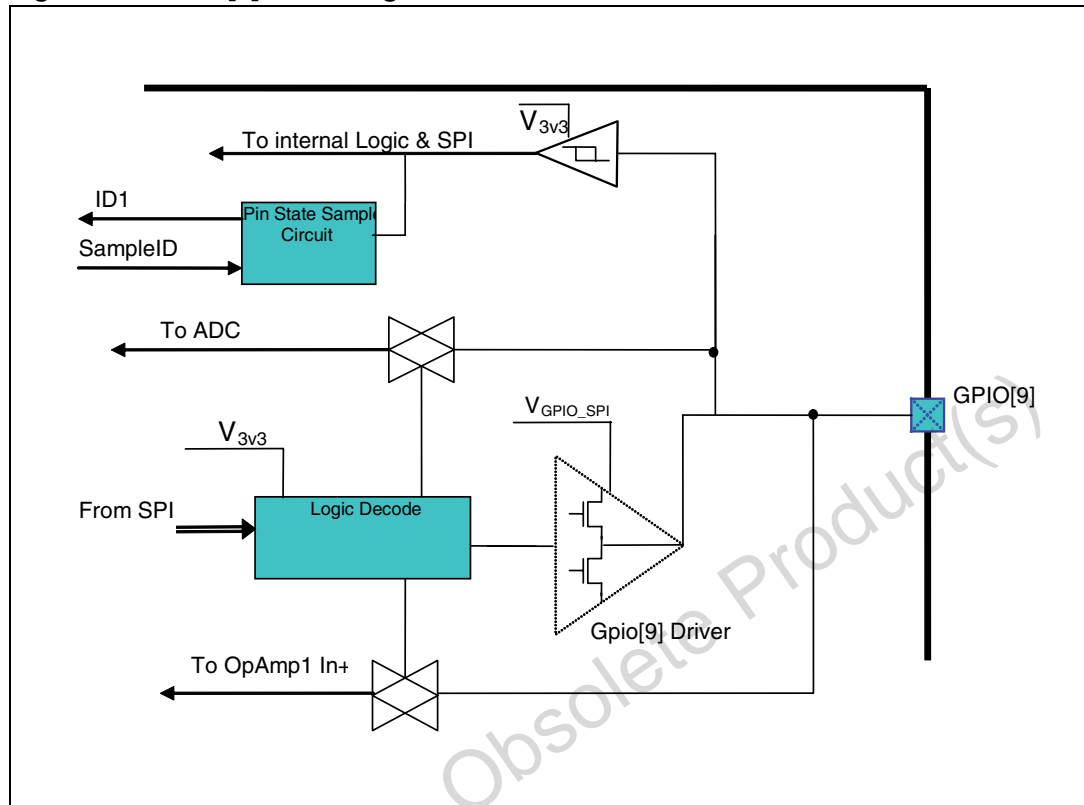 V3v3
To internal Logic & SPI
ID1
Pin State Sample
Circuit
SampleID
To ADC
GPIO[9]
VGPIO_SPI
V3v3
From SPI
Logic Decode
Gpio[9] Driver
To OpAmp1 In+
Obsolete Product(s)